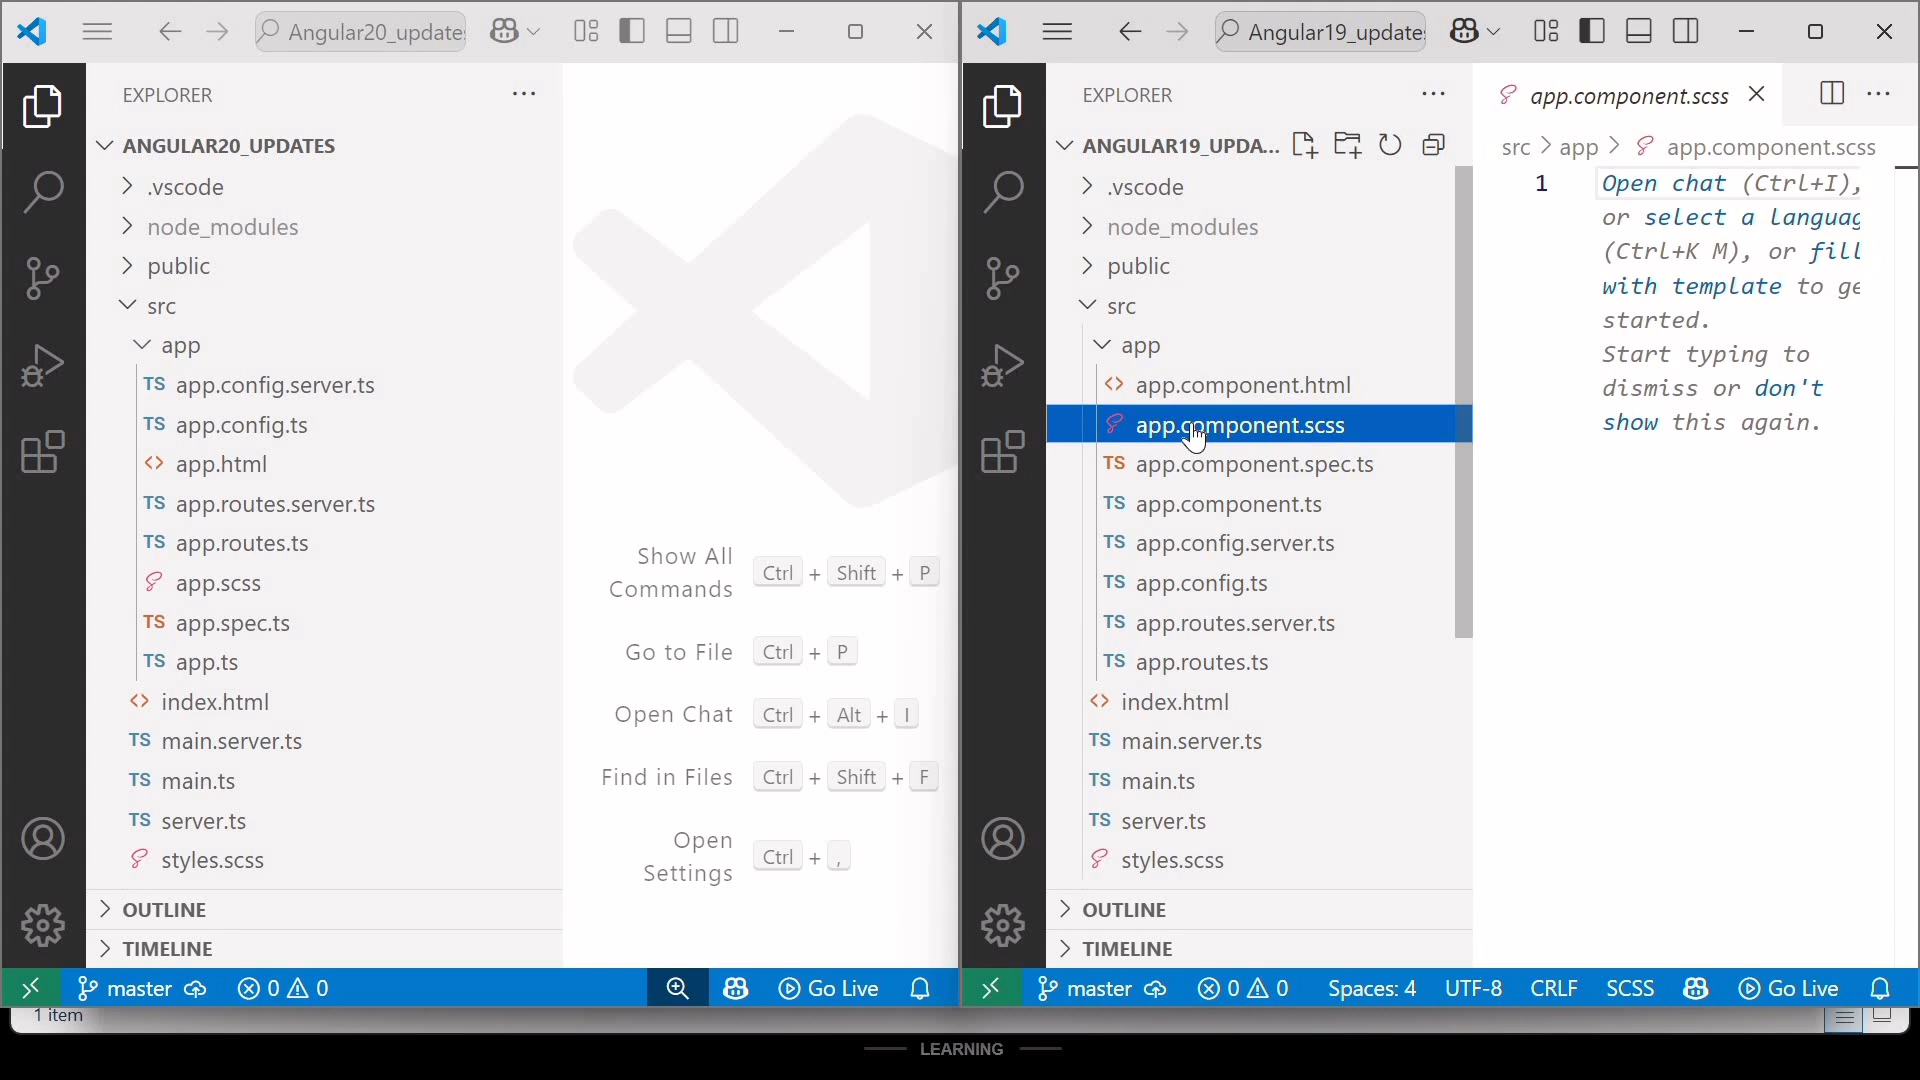 Angular20_update
EXPLORER
ANGULAR20_UPDATES
.vscode
node_modules
public
src
app
TS app.config.server.ts
TS app.config.ts
<> app.html
TS app.routes.server.ts
TS app.routes.ts
app.scss
TS app.spec.ts
TS app.ts
<> index.html
TS main.server.ts
TS main.ts
TS server.ts
styles.scss
OUTLINE
TIMELINE
Show All Commands Ctrl + Shift + P
Go to File Ctrl + P
Open Chat Ctrl + Alt + I
Find in Files Ctrl + Shift + F
Open Settings Ctrl + ,
master 0 0 Go Live
1 item
Angular19_update
EXPLORER
ANGULAR19_UPDA...
.vscode
node_modules
public
src
app
<> app.component.html
app.component.scss
TS app.component.spec.ts
TS app.component.ts
TS app.config.server.ts
TS app.config.ts
TS app.routes.server.ts
TS app.routes.ts
<> index.html
TS main.server.ts
TS main.ts
TS server.ts
styles.scss
OUTLINE
TIMELINE
app.component.scss
src > app > app.component.scss
1 Open chat (Ctrl+I),
or select a languag
(Ctrl+K M), or fill
with template to ge
started.
Start typing to
dismiss or don't
show this again.
master 0 0 Spaces: 4 UTF-8 CRLF SCSS Go Live
LEARNING